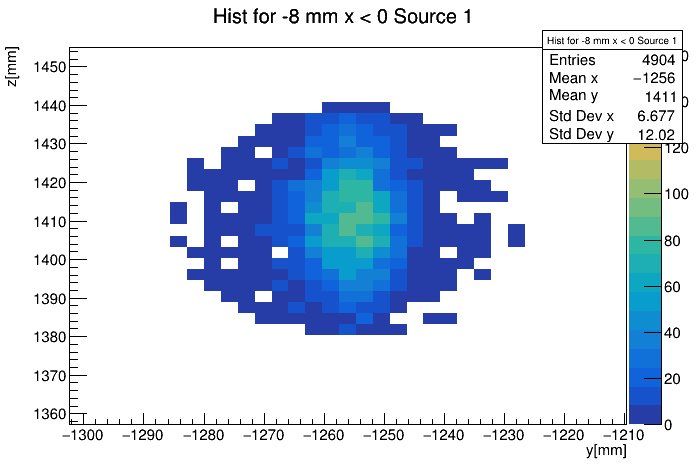 Hist for -8 mm x < 0 Source 1
z[mm]
Hist for -8 mm x < 0 Source 1
Entries 4904
Mean x −1256
Mean y 1411
Std Dev x 6.677
Std Dev y 12.02
1450
1440
1430
1420
1410
1400
1390
1380
1370
1360
120
100
80
60
40
20
0
−1300 −1290 −1280 −1270 −1260 −1250 −1240 −1230 −1220 −1210
y[mm]